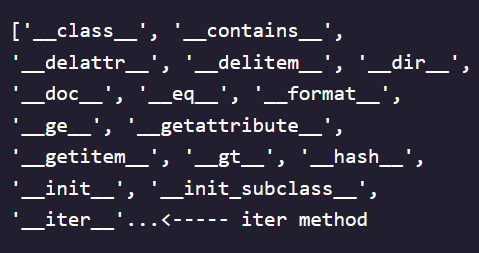 ['__class__', '__contains__',
'__delattr__', '__delitem__', '__dir__',
'__doc__', '__eq__', '__format__',
'__ge__', '__getattribute__',
'__getitem__', '__gt__', '__hash__',
'__init__', '__init_subclass__',
'__iter__'...<----- iter method